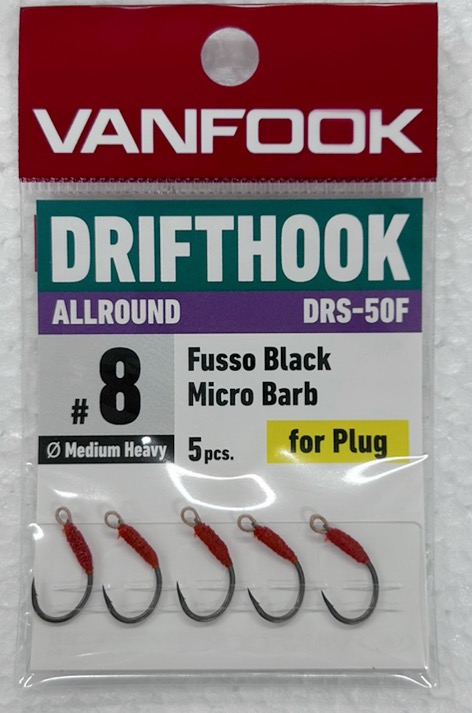 VANFOOK
DRIFTHOOK
ALLROUND DRS-50F
#8
Fusso Black
Micro Barb
Ø Medium Heavy
5pcs.
for Plug